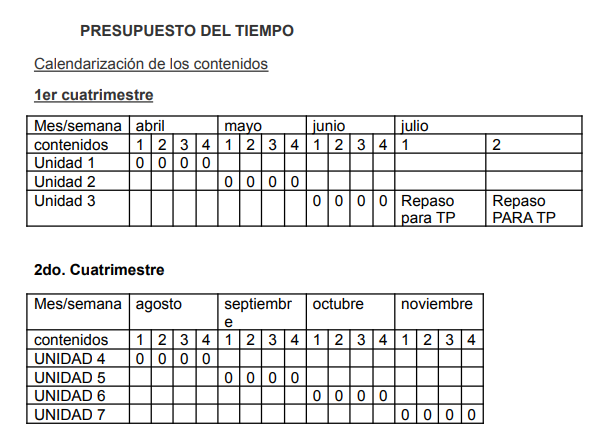 PRESUPUESTO DEL TIEMPO
Calendarización de los contenidos
1er cuatrimestre
Mes/semana abril mayo junio julio
contenidos 1 2 3 4 1 2 3 4 1 2 3 4 1 2
Unidad 1 0 0 0 0
Unidad 2 0 0 0 0
Unidad 3 0 0 0 0 Repaso Repaso
para TP PARA TP
2do. Cuatrimestre
Mes/semana agosto septiembr octubre noviembre
e
contenidos 1 2 3 4 1 2 3 4 1 2 3 4 1 2 3 4
UNIDAD 4 0 0 0 0
UNIDAD 5 0 0 0 0
UNIDAD 6 0 0 0 0
UNIDAD 7 0 0 0 0